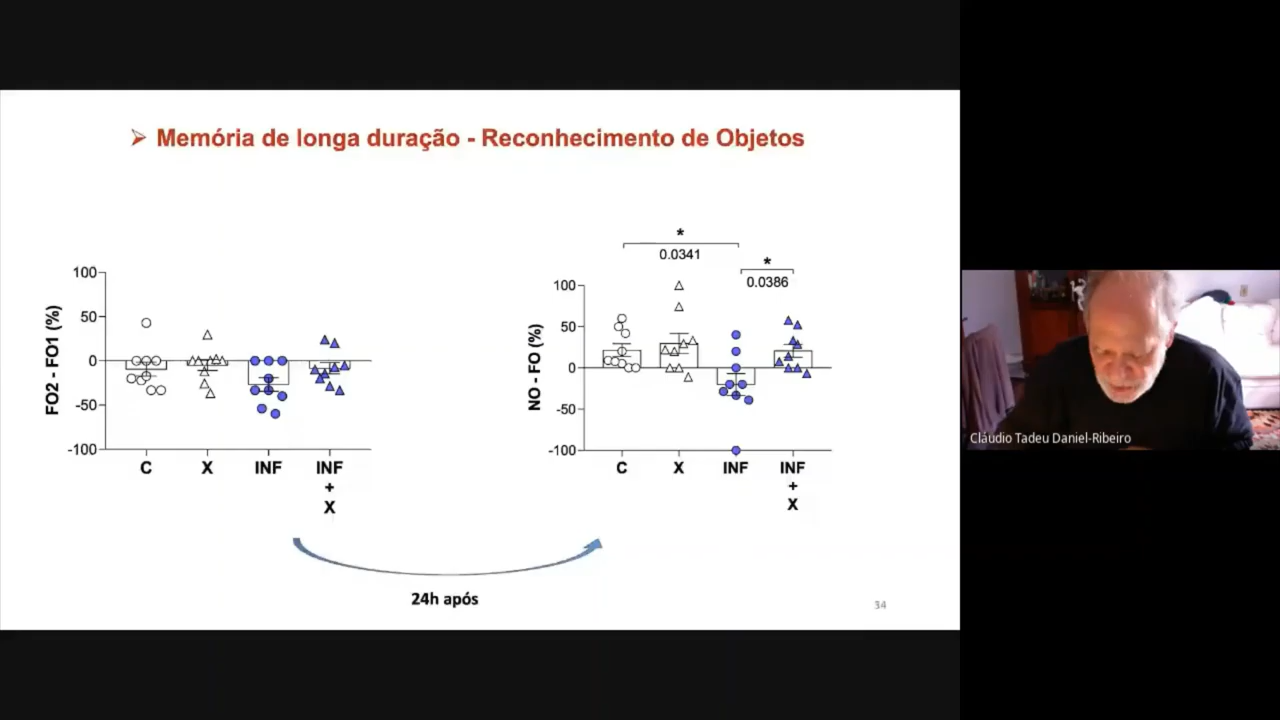 ➢ Memória de longa duração - Reconhecimento de Objetos
FO2 - FO1 (%)
100
50
0
-50
-100
C X INF INF
+
X
*
0.0341
*
0.0386
NO - FO (%)
100
50
0
-50
-100
C X INF INF
+
X
24h após
34
Cláudio Tadeu Daniel-Ribeiro